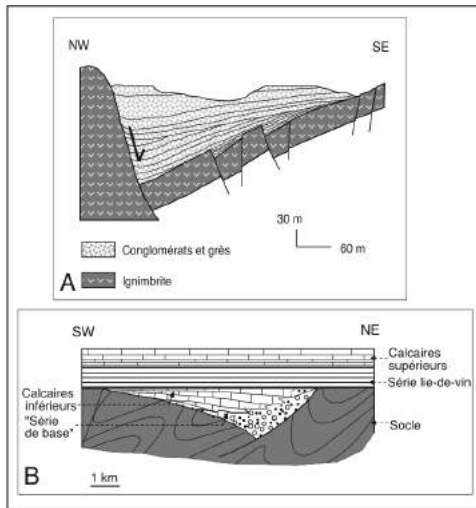 NW
SE
30 m
60 m
Conglomérats et grès
Ignimbrite
A
SW
NE
Calcaires
supérieurs
Série lie-de-vin
Calcaires
inférieurs
"Série
de base"
Socle
B
1 km